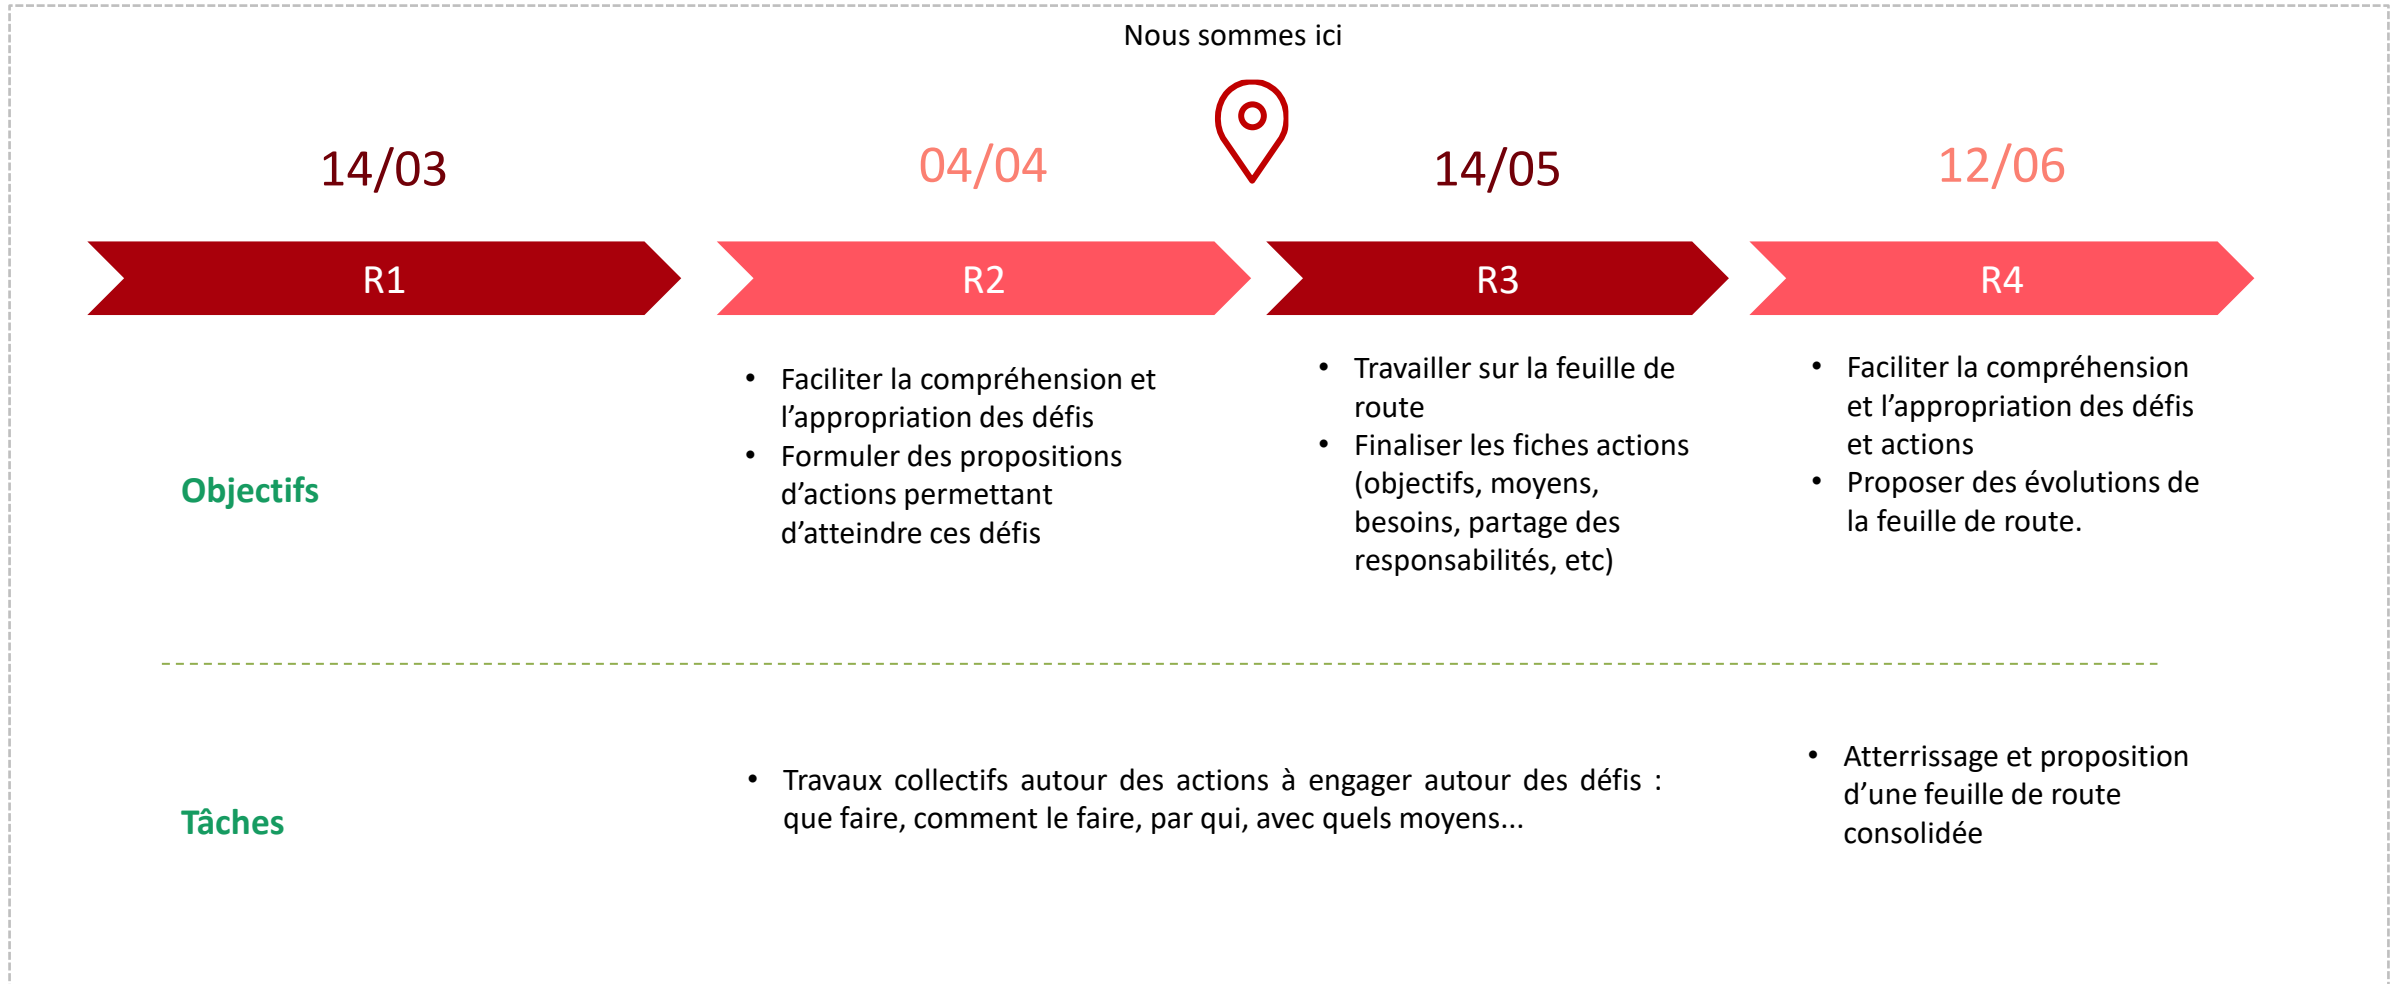 Nous sommes ici
14/03
04/04
14/05
12/06
R1
R2
R3
R4
Objectifs
• Faciliter la compréhension et
l’appropriation des défis
• Formuler des propositions
d’actions permettant
d’atteindre ces défis
• Travailler sur la feuille de
route
• Finaliser les fiches actions
(objectifs, moyens,
besoins, partage des
responsabilités, etc)
• Faciliter la compréhension
et l’appropriation des défis
et actions
• Proposer des évolutions de
la feuille de route.
Tâches
• Travaux collectifs autour des actions à engager autour des défis :
que faire, comment le faire, par qui, avec quels moyens...
• Atterrissage et proposition
d’une feuille de route
consolidée